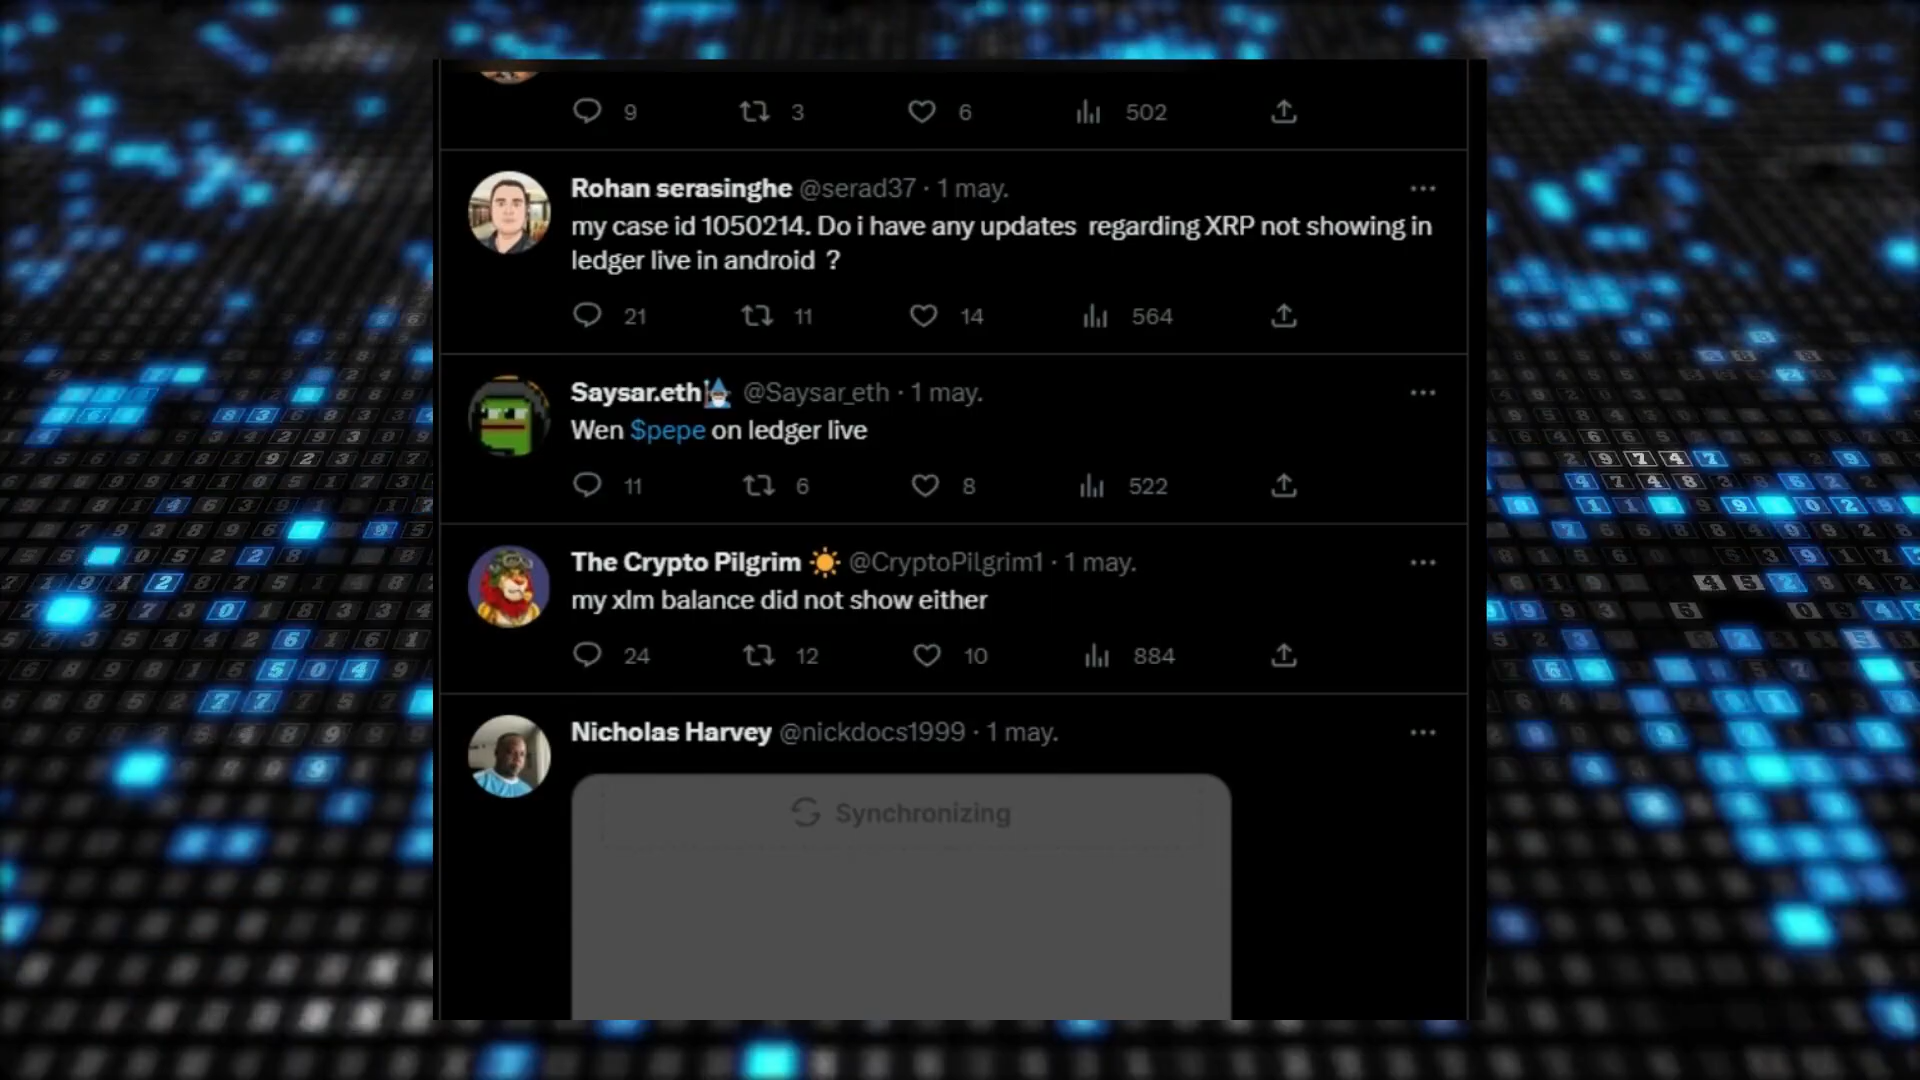 9 3 6 502
Rohan serasinghe @serad37 · 1 may.
my case id 1050214. Do i have any updates regarding XRP not showing in
ledger live in android ?
21 11 14 564
Saysar.eth @Saysar_eth · 1 may.
Wen $pepe on ledger live
11 6 8 522
The Crypto Pilgrim @CryptoPilgrim1 · 1 may.
my xlm balance did not show either
24 12 10 884
Nicholas Harvey @nickdocs1999 · 1 may.
Synchronizing